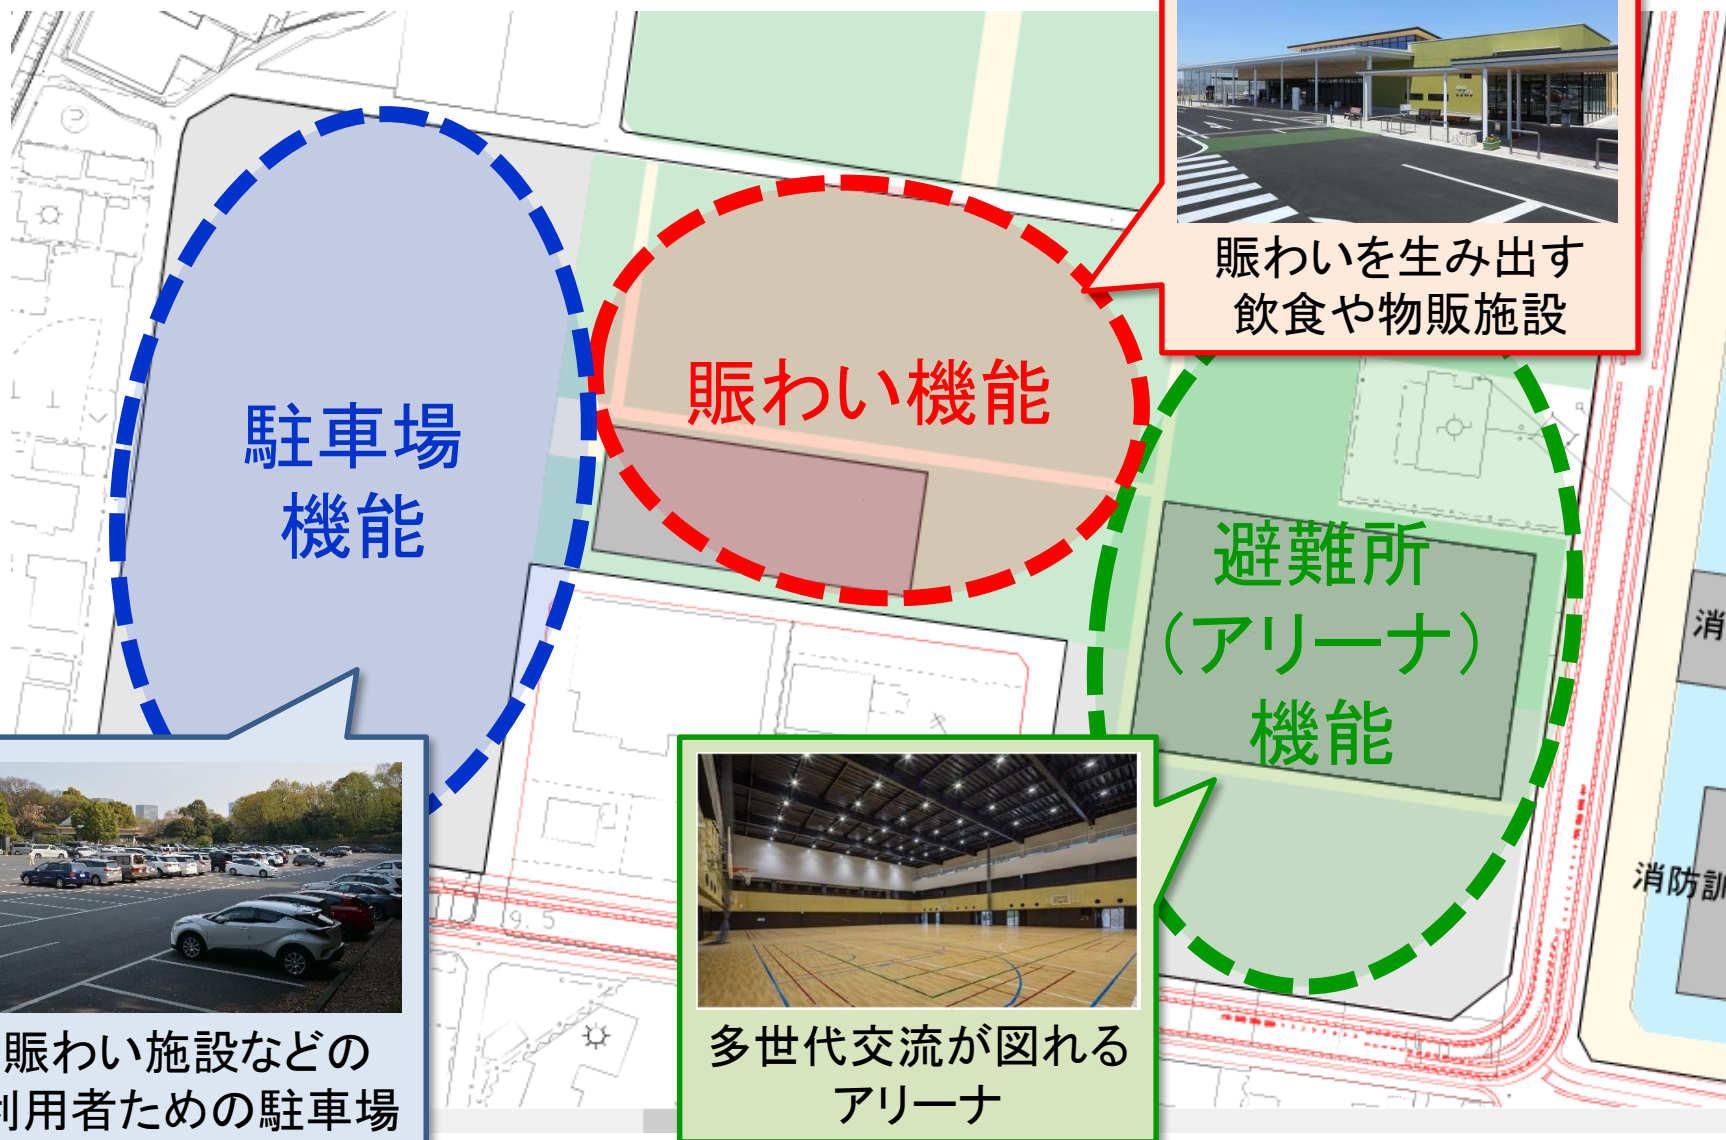 賑わいを生み出す
飲食や物販施設
賑わい機能
駐車場
機能
避難所
（アリーナ）
機能
消
消防訓
9.5
多世代交流が図れる
アリーナ
賑わい施設などの
利用者ための駐車場